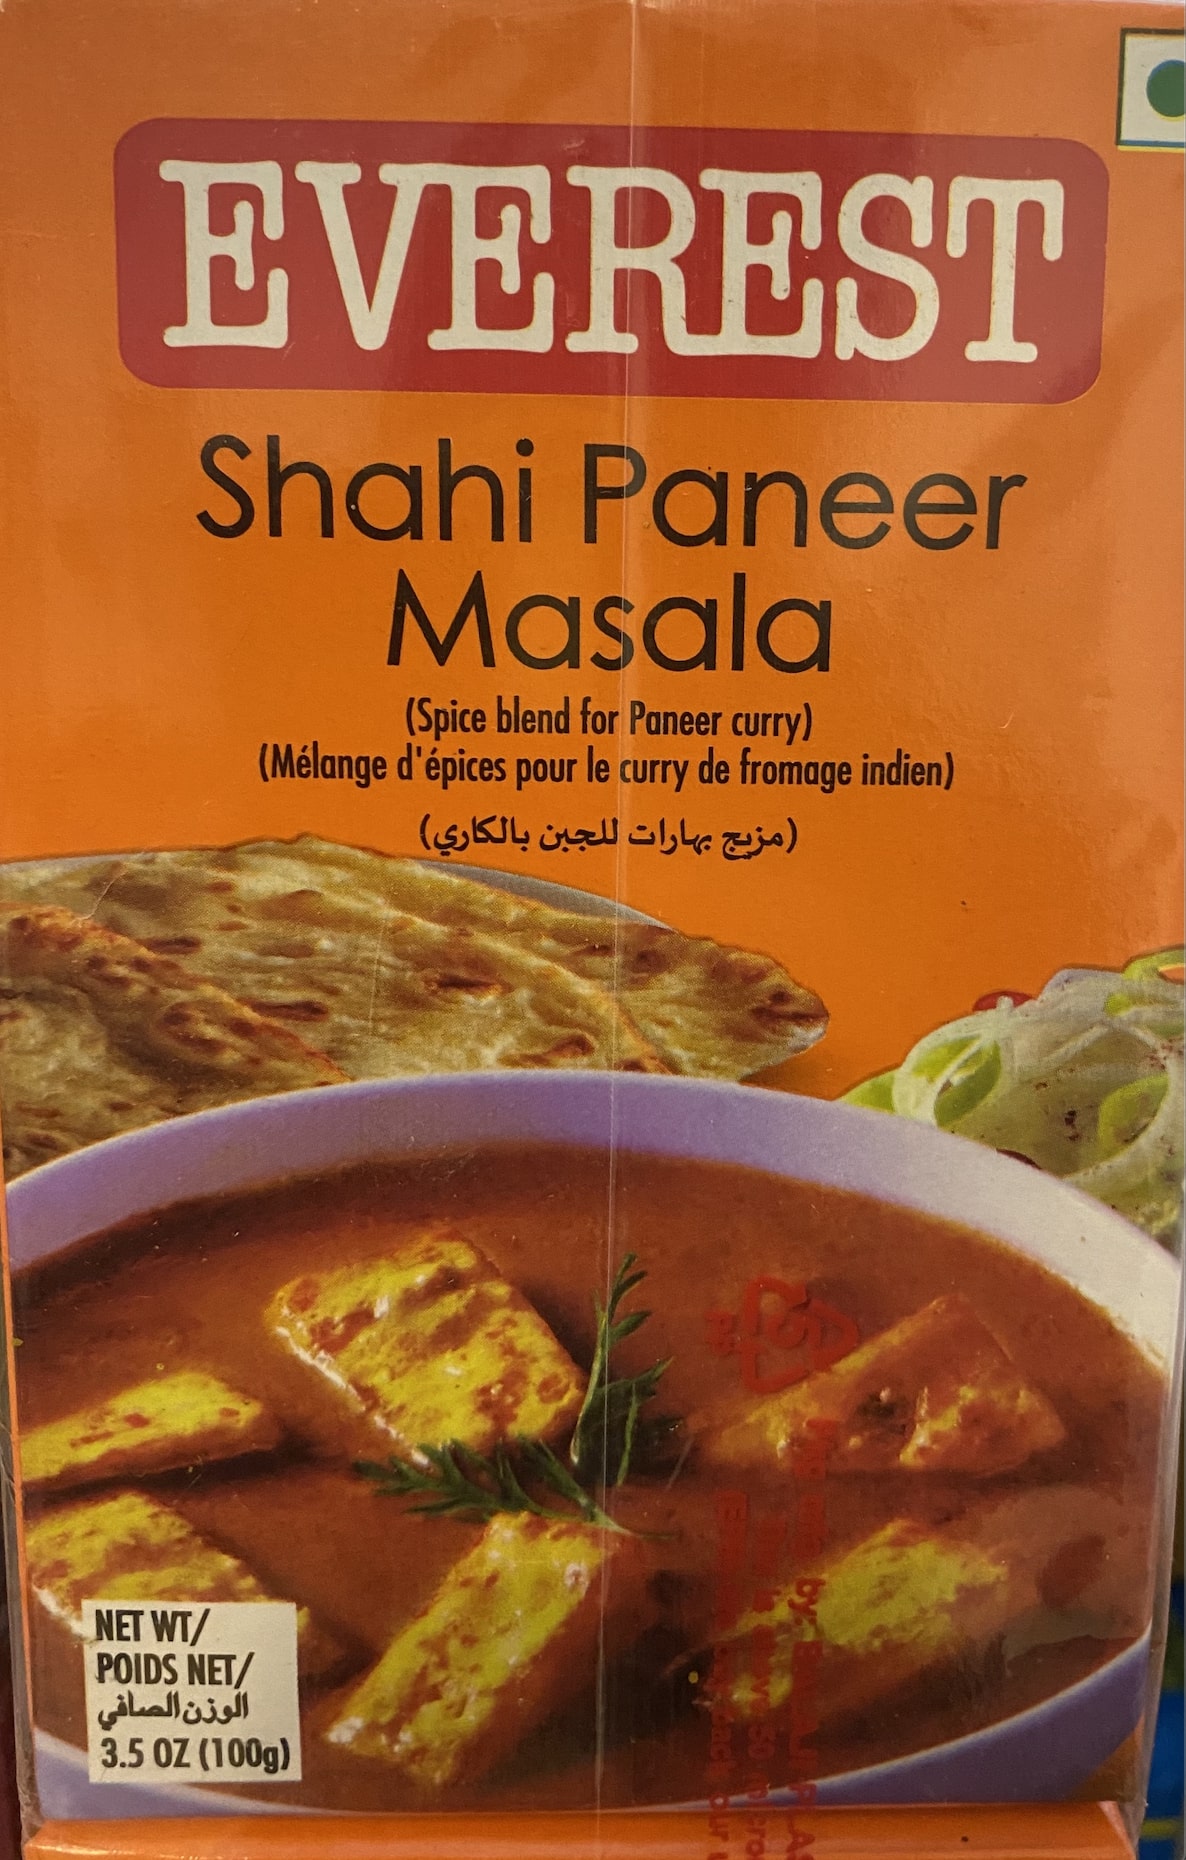 EVEREST
Shahi Paneer
Masala
(Spice blend for Paneer curry)
(Mélange d'épices pour le curry de fromage indien)
(مزيج بهارات للجبن بالكاري)
NET WT/
POIDS NET/
الوزن الصافي
3.5 OZ (100g)